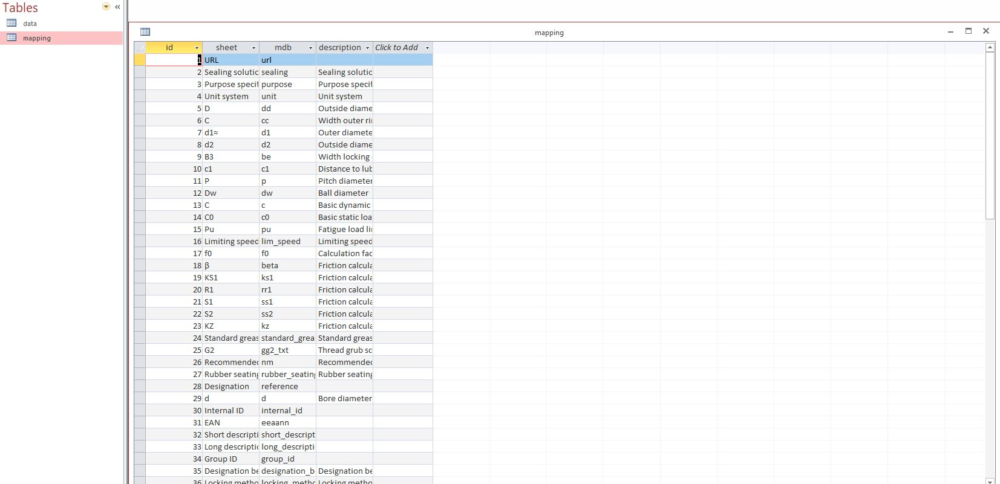 Tables
data
mapping
mapping
id sheet mdb description Click to Add
1 URL url
2 Sealing solutic sealing Sealing solutic
3 Purpose specif purpose Purpose specif
4 Unit system unit Unit system
5 D dd Outside diame
6 C cc Width outer ri
7 d1≈ d1 Outer diamete
8 d2 d2 Outside diame
9 B3 be Width locking
10 c1 c1 Distance to lub
11 P p Pitch diameter
12 Dw dw Ball diameter
13 C c Basic dynamic
14 C0 c0 Basic static loa
15 Pu pu Fatigue load li
16 Limiting speed lim_speed Limiting speed
17 f0 f0 Calculation fac
18 β beta Friction calcula
19 KS1 ks1 Friction calcula
20 R1 rr1 Friction calcula
21 S1 ss1 Friction calcula
22 S2 ss2 Friction calcula
23 KZ kz Friction calcula
24 Standard greas standard_grea Standard greas
25 G2 gg2_txt Thread grub sc
26 Recommended nm Recommended
27 Rubber seating rubber_seating Rubber seating
28 Designation reference
29 d d Bore diameter
30 Internal ID internal_id
31 EAN eeaann
32 Short descripti short_descript
33 Long descriptic long_descripti
34 Group ID group_id
35 Designation be designation_b Designation be
36 Locking metho locking_metho Locking metho